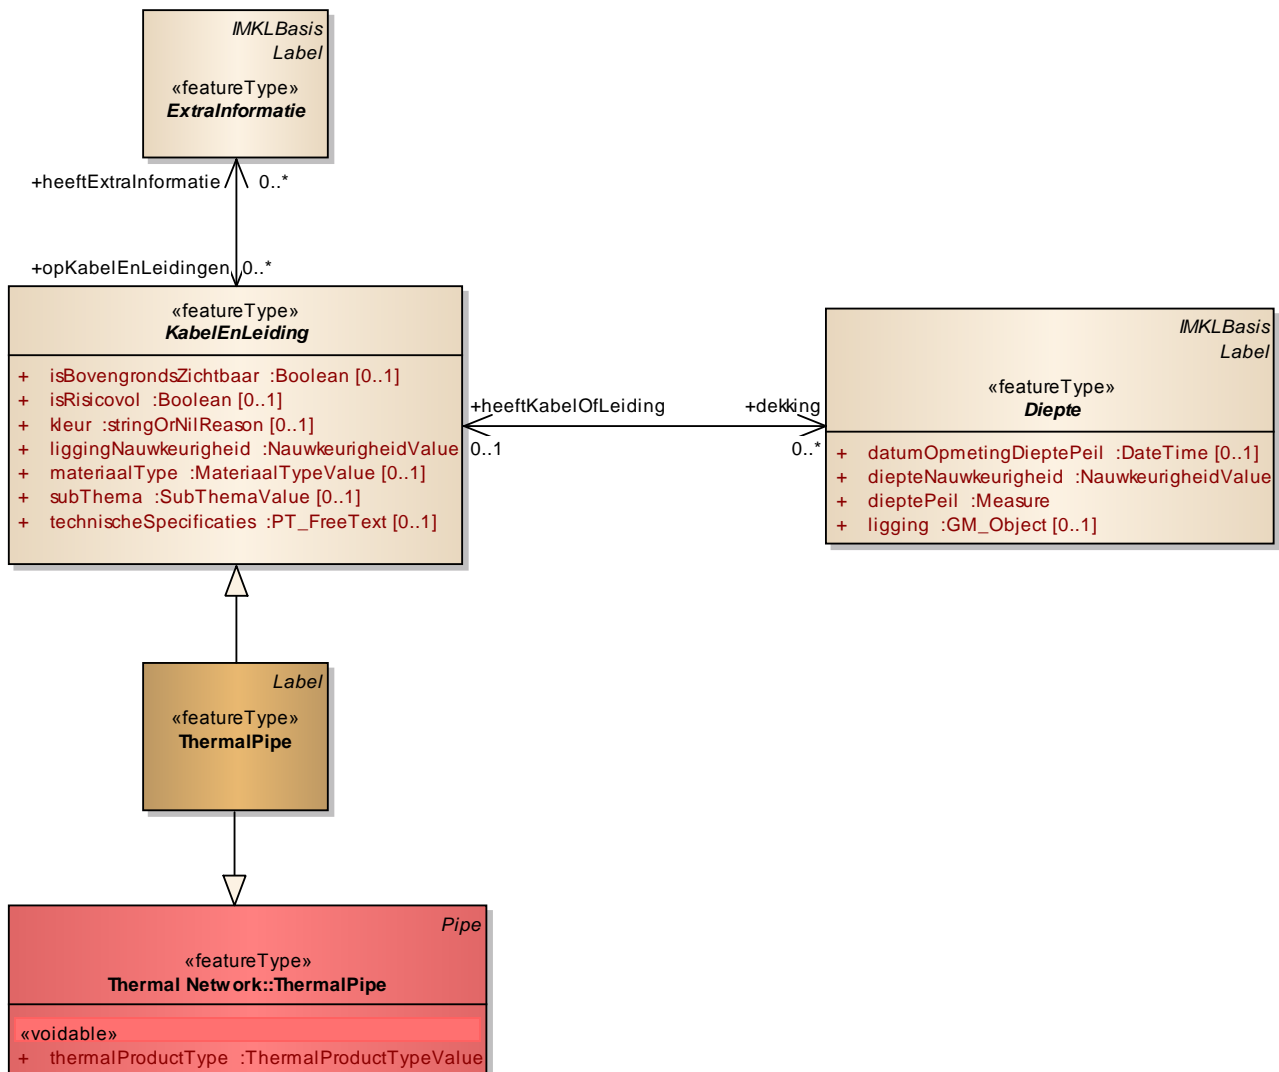 IMKLBasis
Label
«featureType»
ExtraInformatie
+heeftExtraInformatie 0..*
+opKabelEnLeidingen 0..*
«featureType»
KabelEnLeiding
+ isBovengrondsZichtbaar :Boolean [0..1]
+ isRisicovol :Boolean [0..1]
+ kleur :stringOrNilReason [0..1]
+ liggingNauwkeurigheid :NauwkeurigheidValue
+ materiaalType :MateriaalTypeValue [0..1]
+ subThema :SubThemaValue [0..1]
+ technischeSpecificaties :PT_FreeText [0..1]
+heeftKabelOfLeiding +dekking
0..1 0..*
IMKLBasis
Label
«featureType»
Diepte
+ datumOpmetingDieptePeil :DateTime [0..1]
+ diepteNauwkeurigheid :NauwkeurigheidValue
+ dieptePeil :Measure
+ ligging :GM_Object [0..1]
Label
«featureType»
ThermalPipe
Pipe
«featureType»
Thermal Network::ThermalPipe
«voidable»
+ thermalProductType :ThermalProductTypeValue